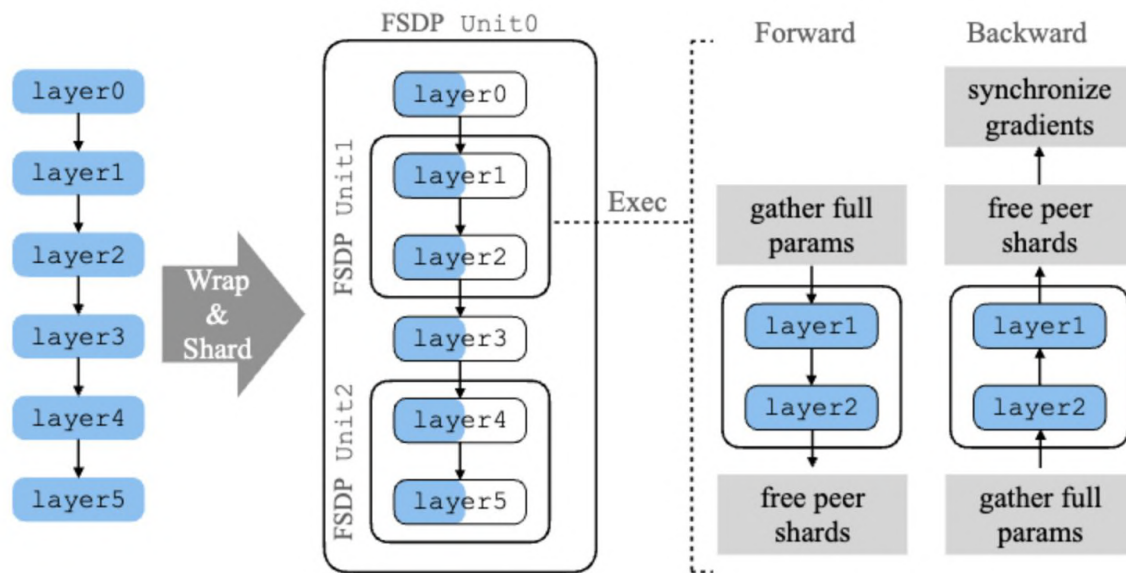 layer0
layer1
layer2
layer3
layer4
layer5
Wrap
&
Shard
FSDP Unit0
layer0
FSDP Unit1
layer1
layer2
layer3
FSDP Unit2
layer4
layer5
Exec
Forward
gather full
params
layer1
layer2
free peer
shards
Backward
synchronize
gradients
free peer
shards
layer1
layer2
gather full
params